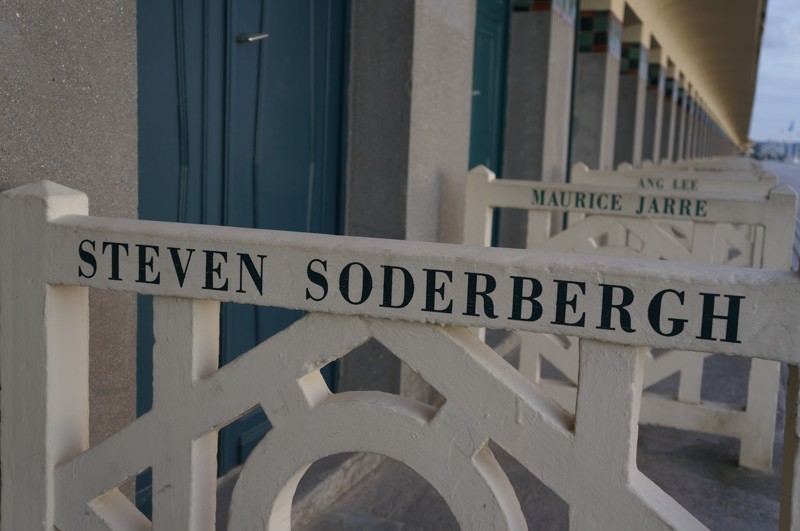 ANG LEE
MAURICE JARRE
STEVEN SODERBERGH